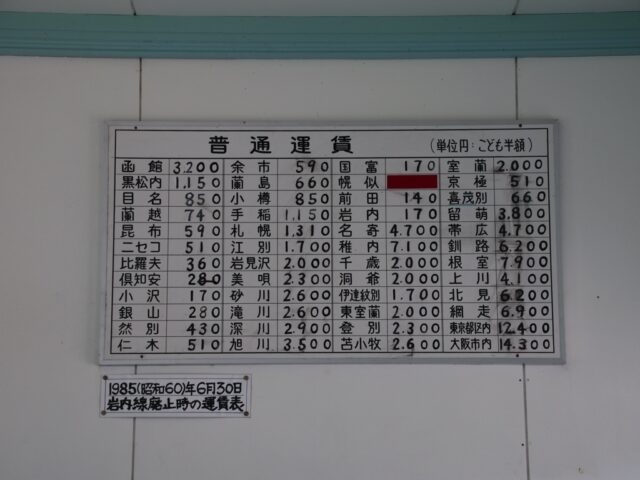 普通運賃 (単位円:こども半額)
函館 3.200 余市 590 国富 170 室蘭 2.000
黒松内 1.150 蘭島 660 幌似 京極 510
目名 850 小樽 850 前田 140 喜茂別 660
蘭越 740 手稲 1.150 岩内 170 留萌 3.800
昆布 590 札幌 1.310 名寄 4.700 帯広 4.700
ニセコ 510 江別 1.700 稚内 7.100 釧路 6.200
比羅夫 360 岩見沢 2.000 千歳 2.000 根室 7.900
倶知安 280 美唄 2.300 洞爺 2.000 上川 4.100
小沢 170 砂川 2.600 伊達紋別 1.700 北見 6.200
銀山 280 滝川 2.600 東室蘭 2.000 網走 6.900
然別 430 深川 2900 登別 2.300 東京都区内 12.400
仁木 510 旭川 3.500 苫小牧 2.600 大阪市内 14.300
1985(昭和60)年6月30日
岩内線廃止時の運賃表